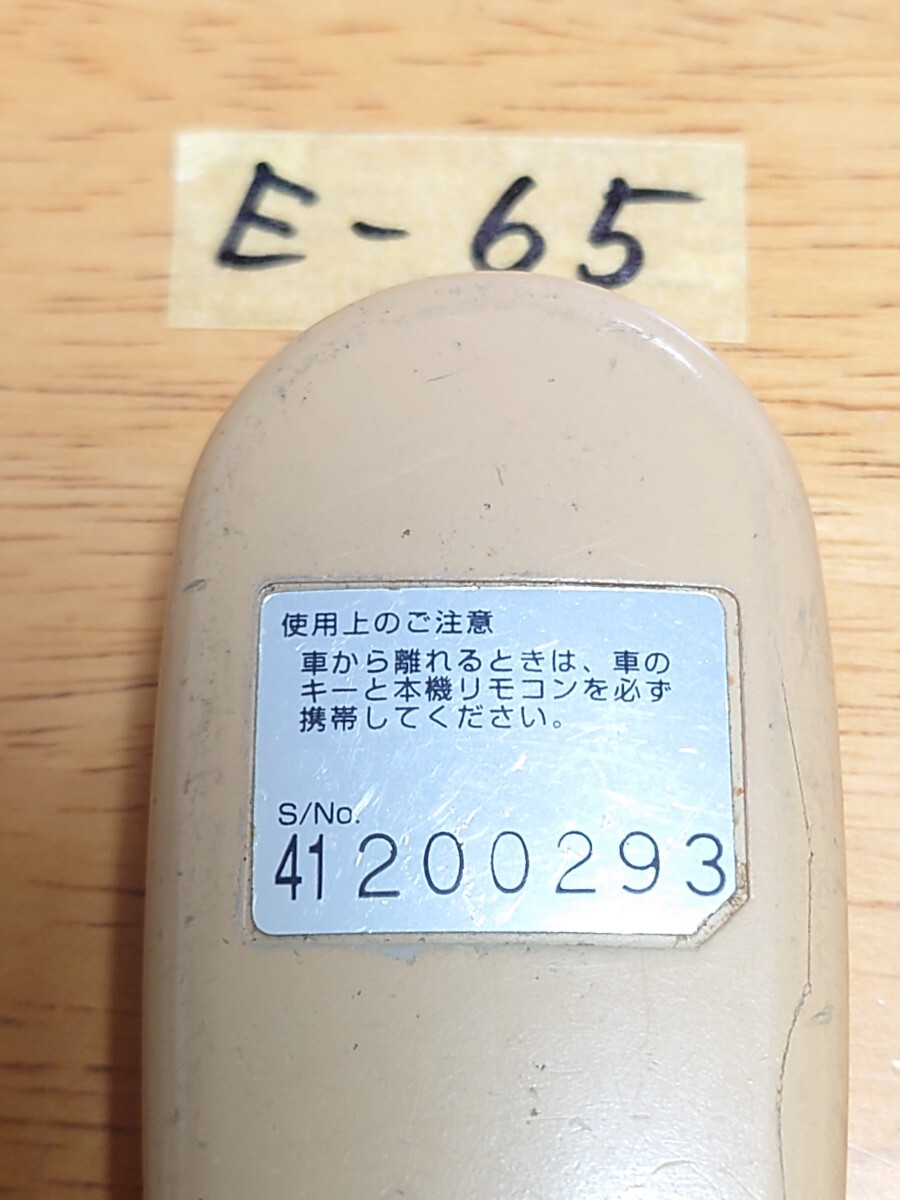 E-65
使用上のご注意
車から離れるときは、車の
キーと本機リモコンを必ず
携帯してください。
S/No.
41200293